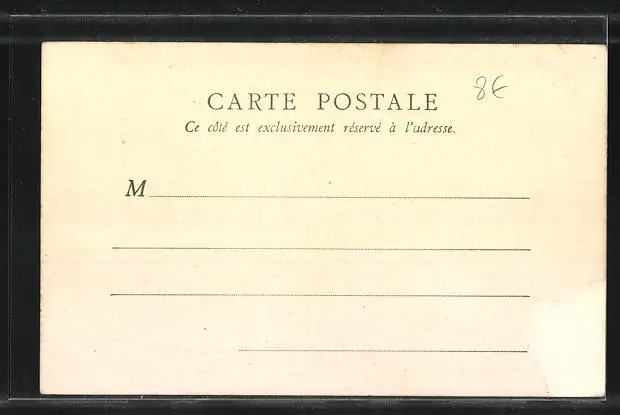 8€
CARTE POSTALE
Ce côté est exclusivement réservé à l'adresse.
M